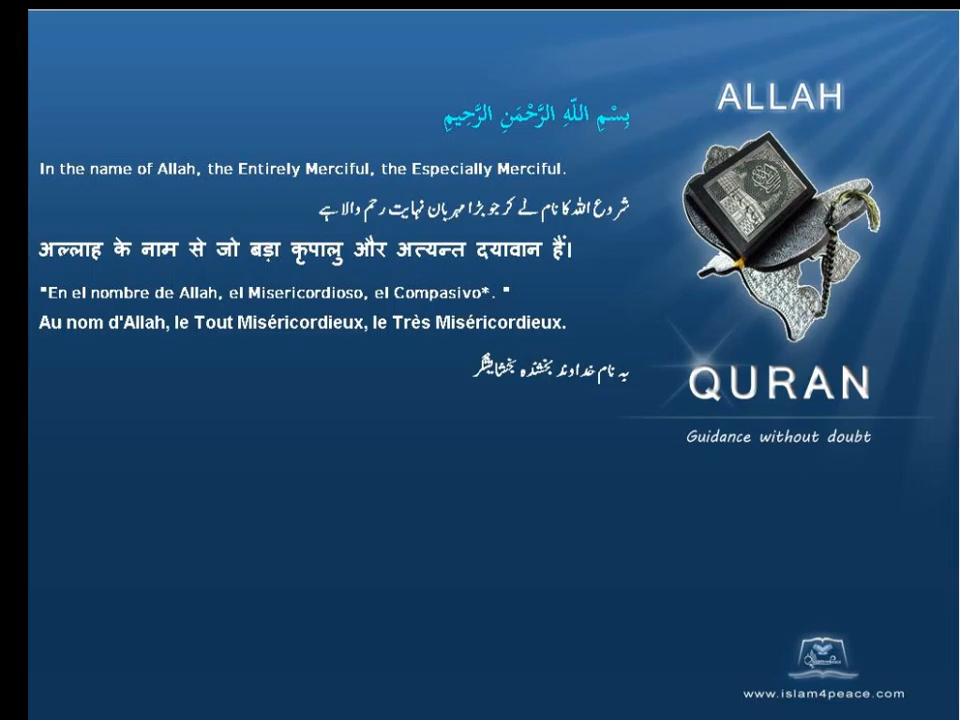 بِسْمِ اللَّهِ الرَّحْمَنِ الرَّحِيمِ
In the name of Allah, the Entirely Merciful, the Especially Merciful.
شروع اللہ کا نام لے کر جو بڑا مہربان نہایت رحم والا ہے
अल्लाह के नाम से जो बड़ा कृपालु और अत्यन्त दयावान हैं।
"En el nombre de Allah, el Misericordioso, el Compasivo*. "
Au nom d'Allah, le Tout Miséricordieux, le Très Miséricordieux.
به نام خداوند بخشنده بخشایشگر
ALLAH
QURAN
Guidance without doubt
www.islam4peace.com